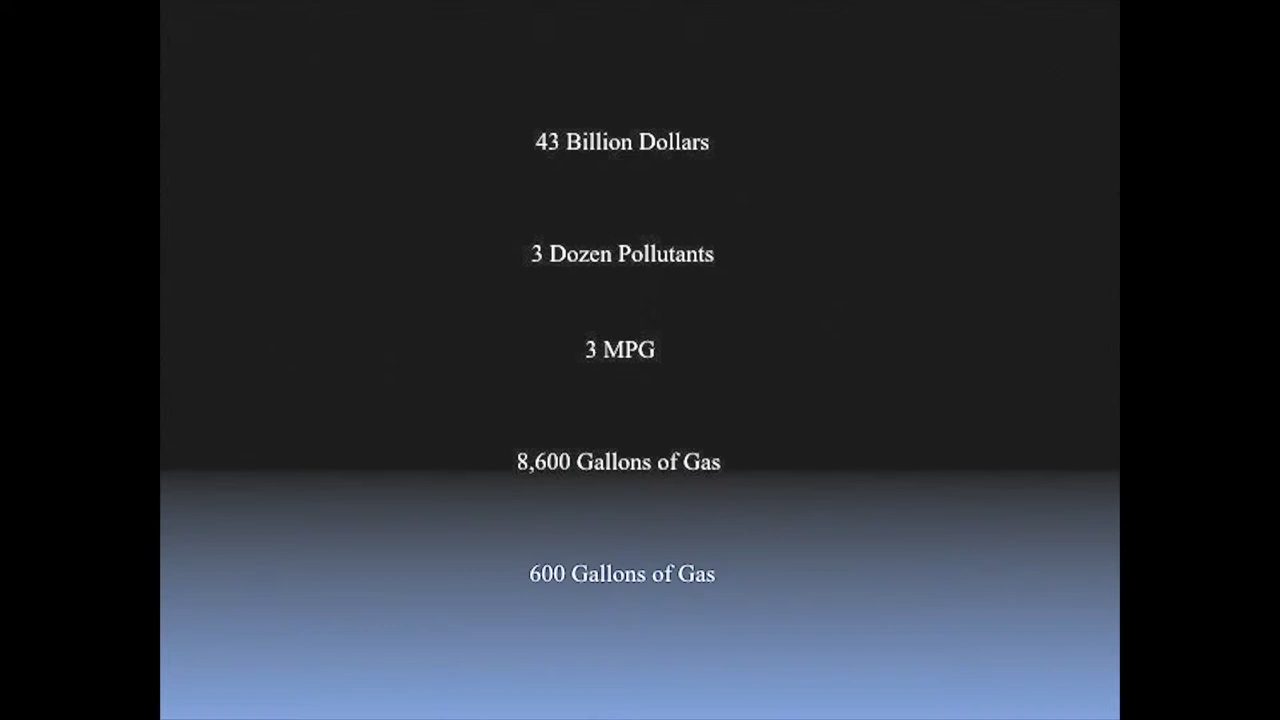 43 Billion Dollars
3 Dozen Pollutants
3 MPG
8,600 Gallons of Gas
600 Gallons of Gas